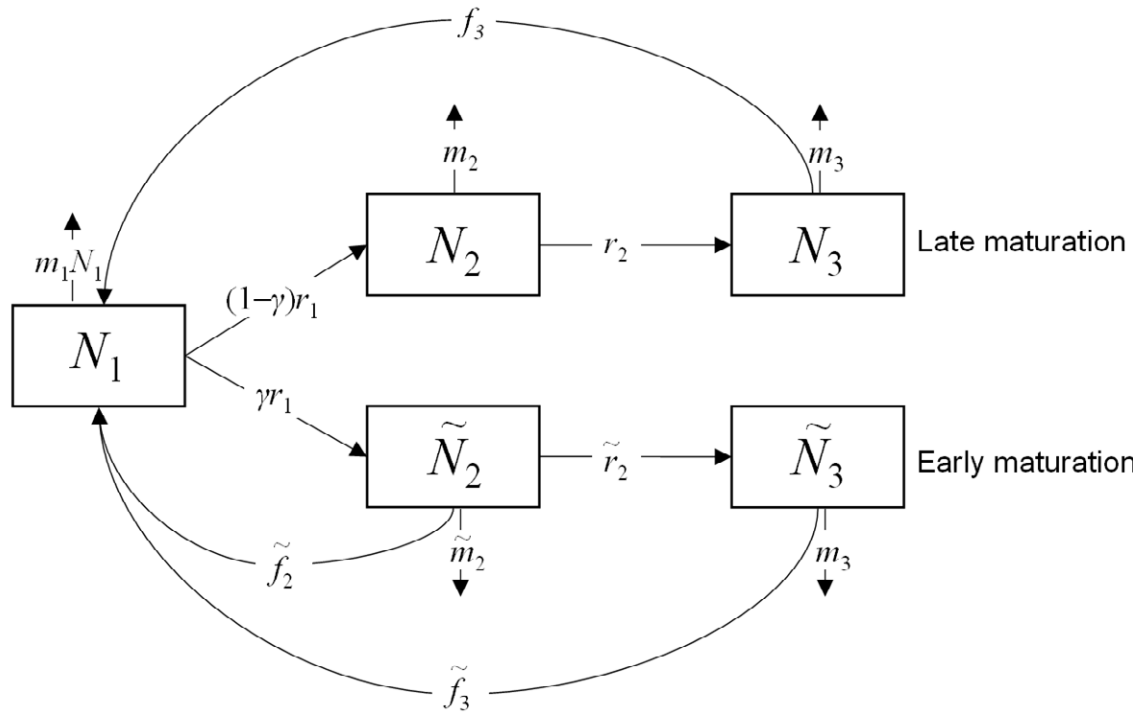 f₃
m₂
m₃
N₂
r₂
N₃
Late maturation
m₁N₁
(1−γ)r₁
N₁
γr₁
Ñ₂
r̃₂
Ñ₃
Early maturation
f̃₂
m̃₂
m₃
f̃₃